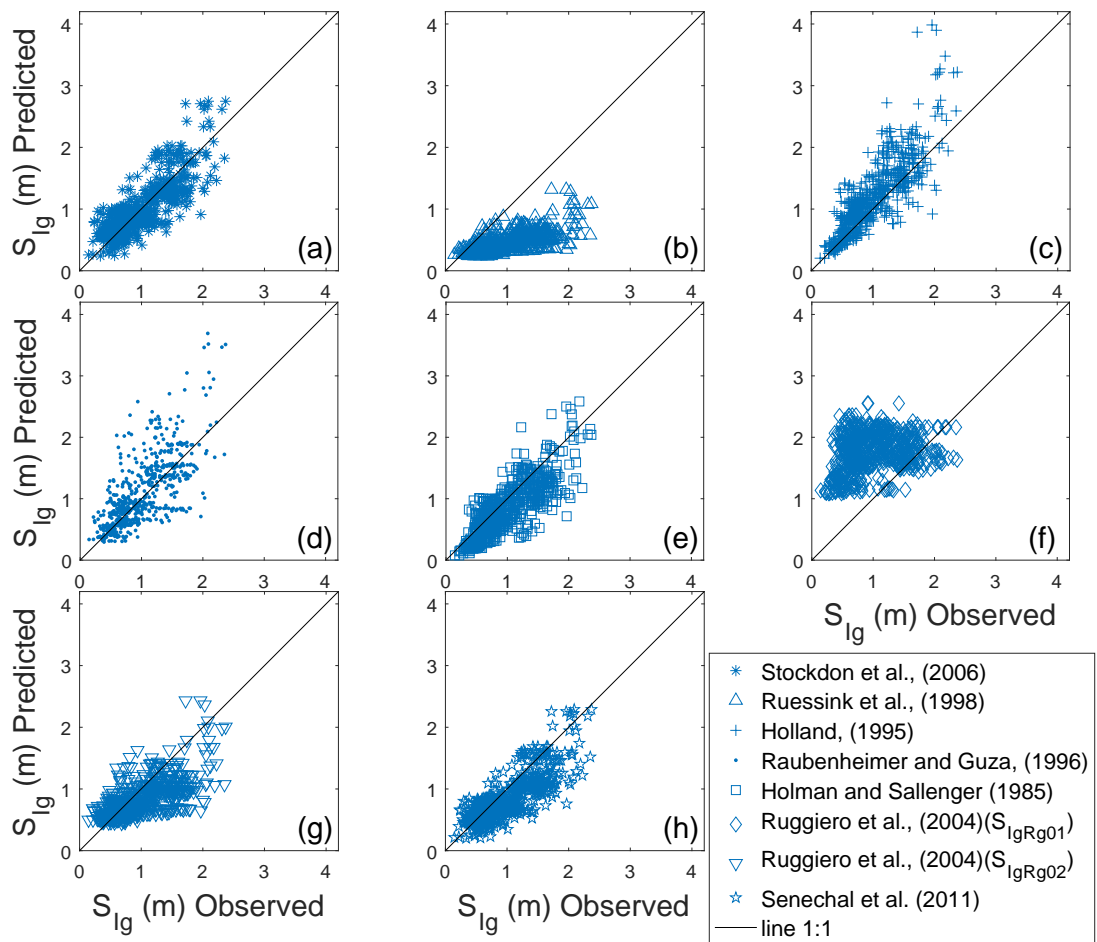 S_Ig (m) Predicted
4
3
2
1
0
0 1 2 3 4
(a)
4
3
2
1
0
0 1 2 3 4
(b)
4
3
2
1
0
0 1 2 3 4
(c)
S_Ig (m) Predicted
4
3
2
1
0
0 1 2 3 4
(d)
4
3
2
1
0
0 1 2 3 4
(e)
4
3
2
1
0
0 1 2 3 4
(f)
S_Ig (m) Observed
S_Ig (m) Predicted
4
3
2
1
0
0 1 2 3 4
(g)
S_Ig (m) Observed
4
3
2
1
0
0 1 2 3 4
(h)
S_Ig (m) Observed
Stockdon et al., (2006)
Ruessink et al., (1998)
Holland, (1995)
Raubenheimer and Guza, (1996)
Holman and Sallenger (1985)
Ruggiero et al., (2004)(S_IgRg01)
Ruggiero et al., (2004)(S_IgRg02)
Senechal et al. (2011)
line 1:1